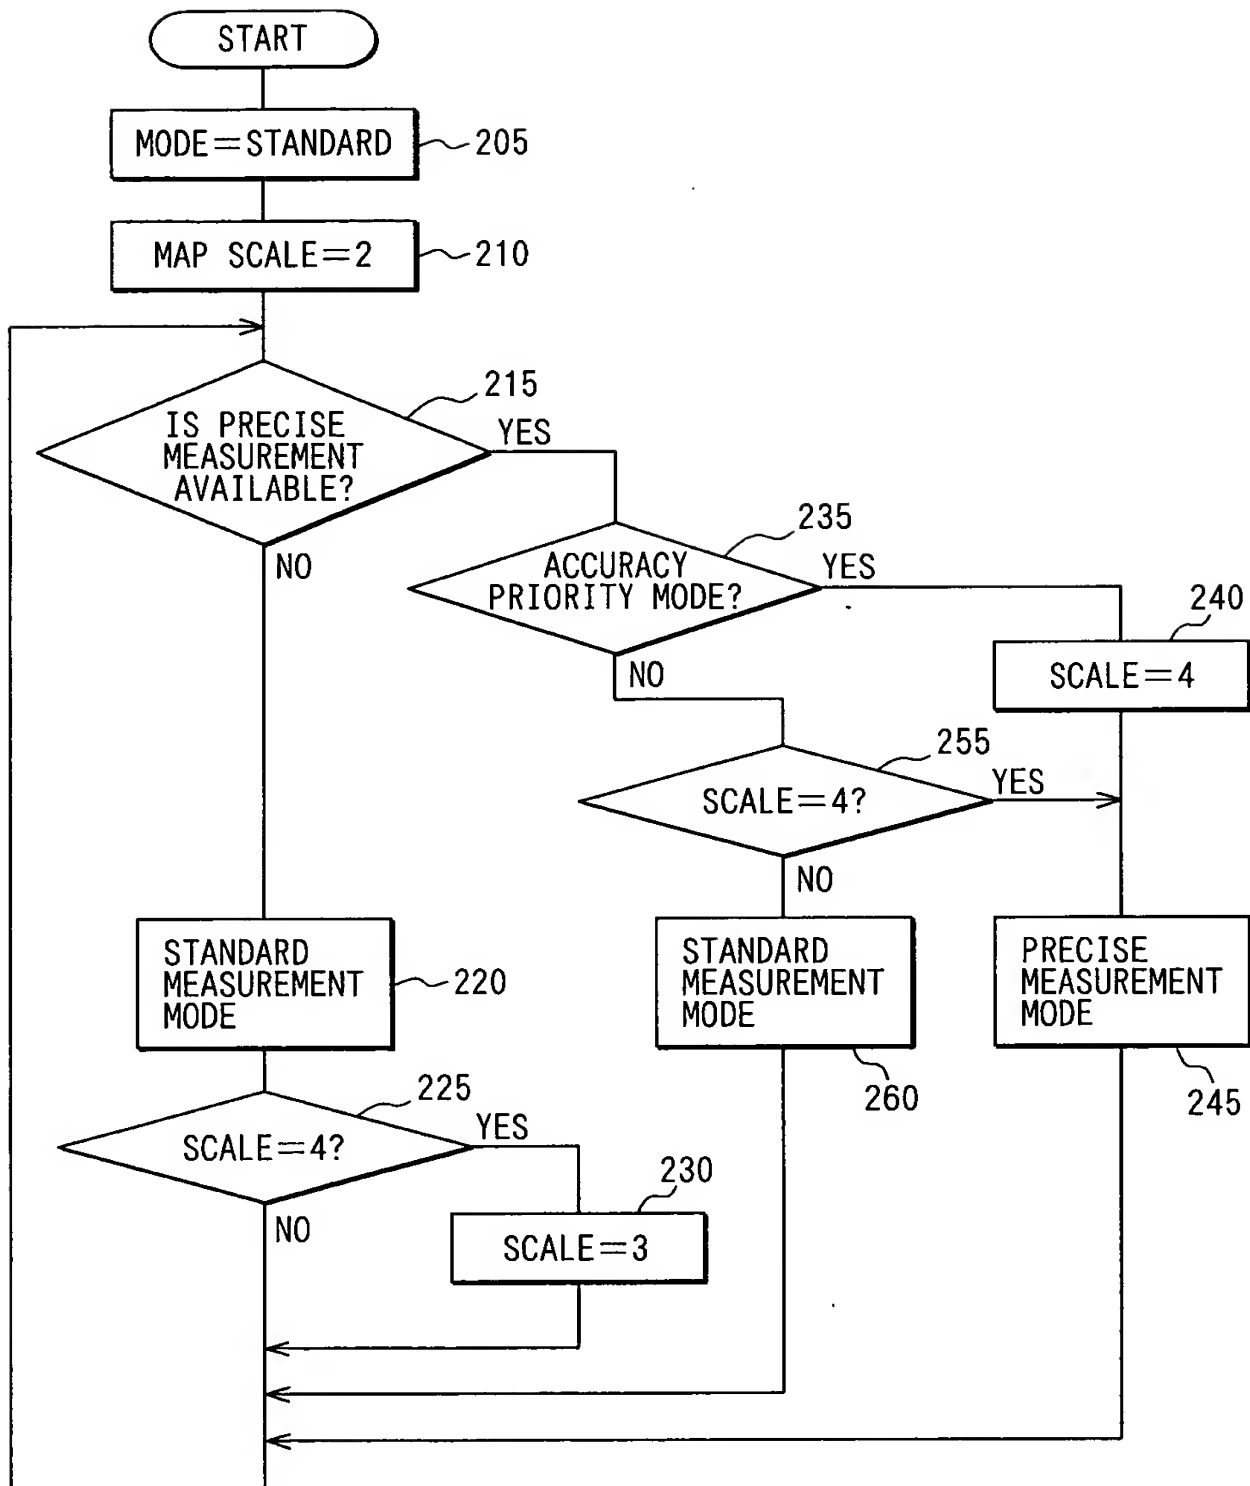 START
MODE=STANDARD
205
MAP SCALE=2
210
215
IS PRECISE
MEASUREMENT
AVAILABLE?
YES
NO
235
ACCURACY
PRIORITY MODE?
YES
NO
240
SCALE=4
255
SCALE=4?
YES
NO
STANDARD
MEASUREMENT
MODE
220
STANDARD
MEASUREMENT
MODE
260
PRECISE
MEASUREMENT
MODE
245
225
SCALE=4?
YES
NO
230
SCALE=3